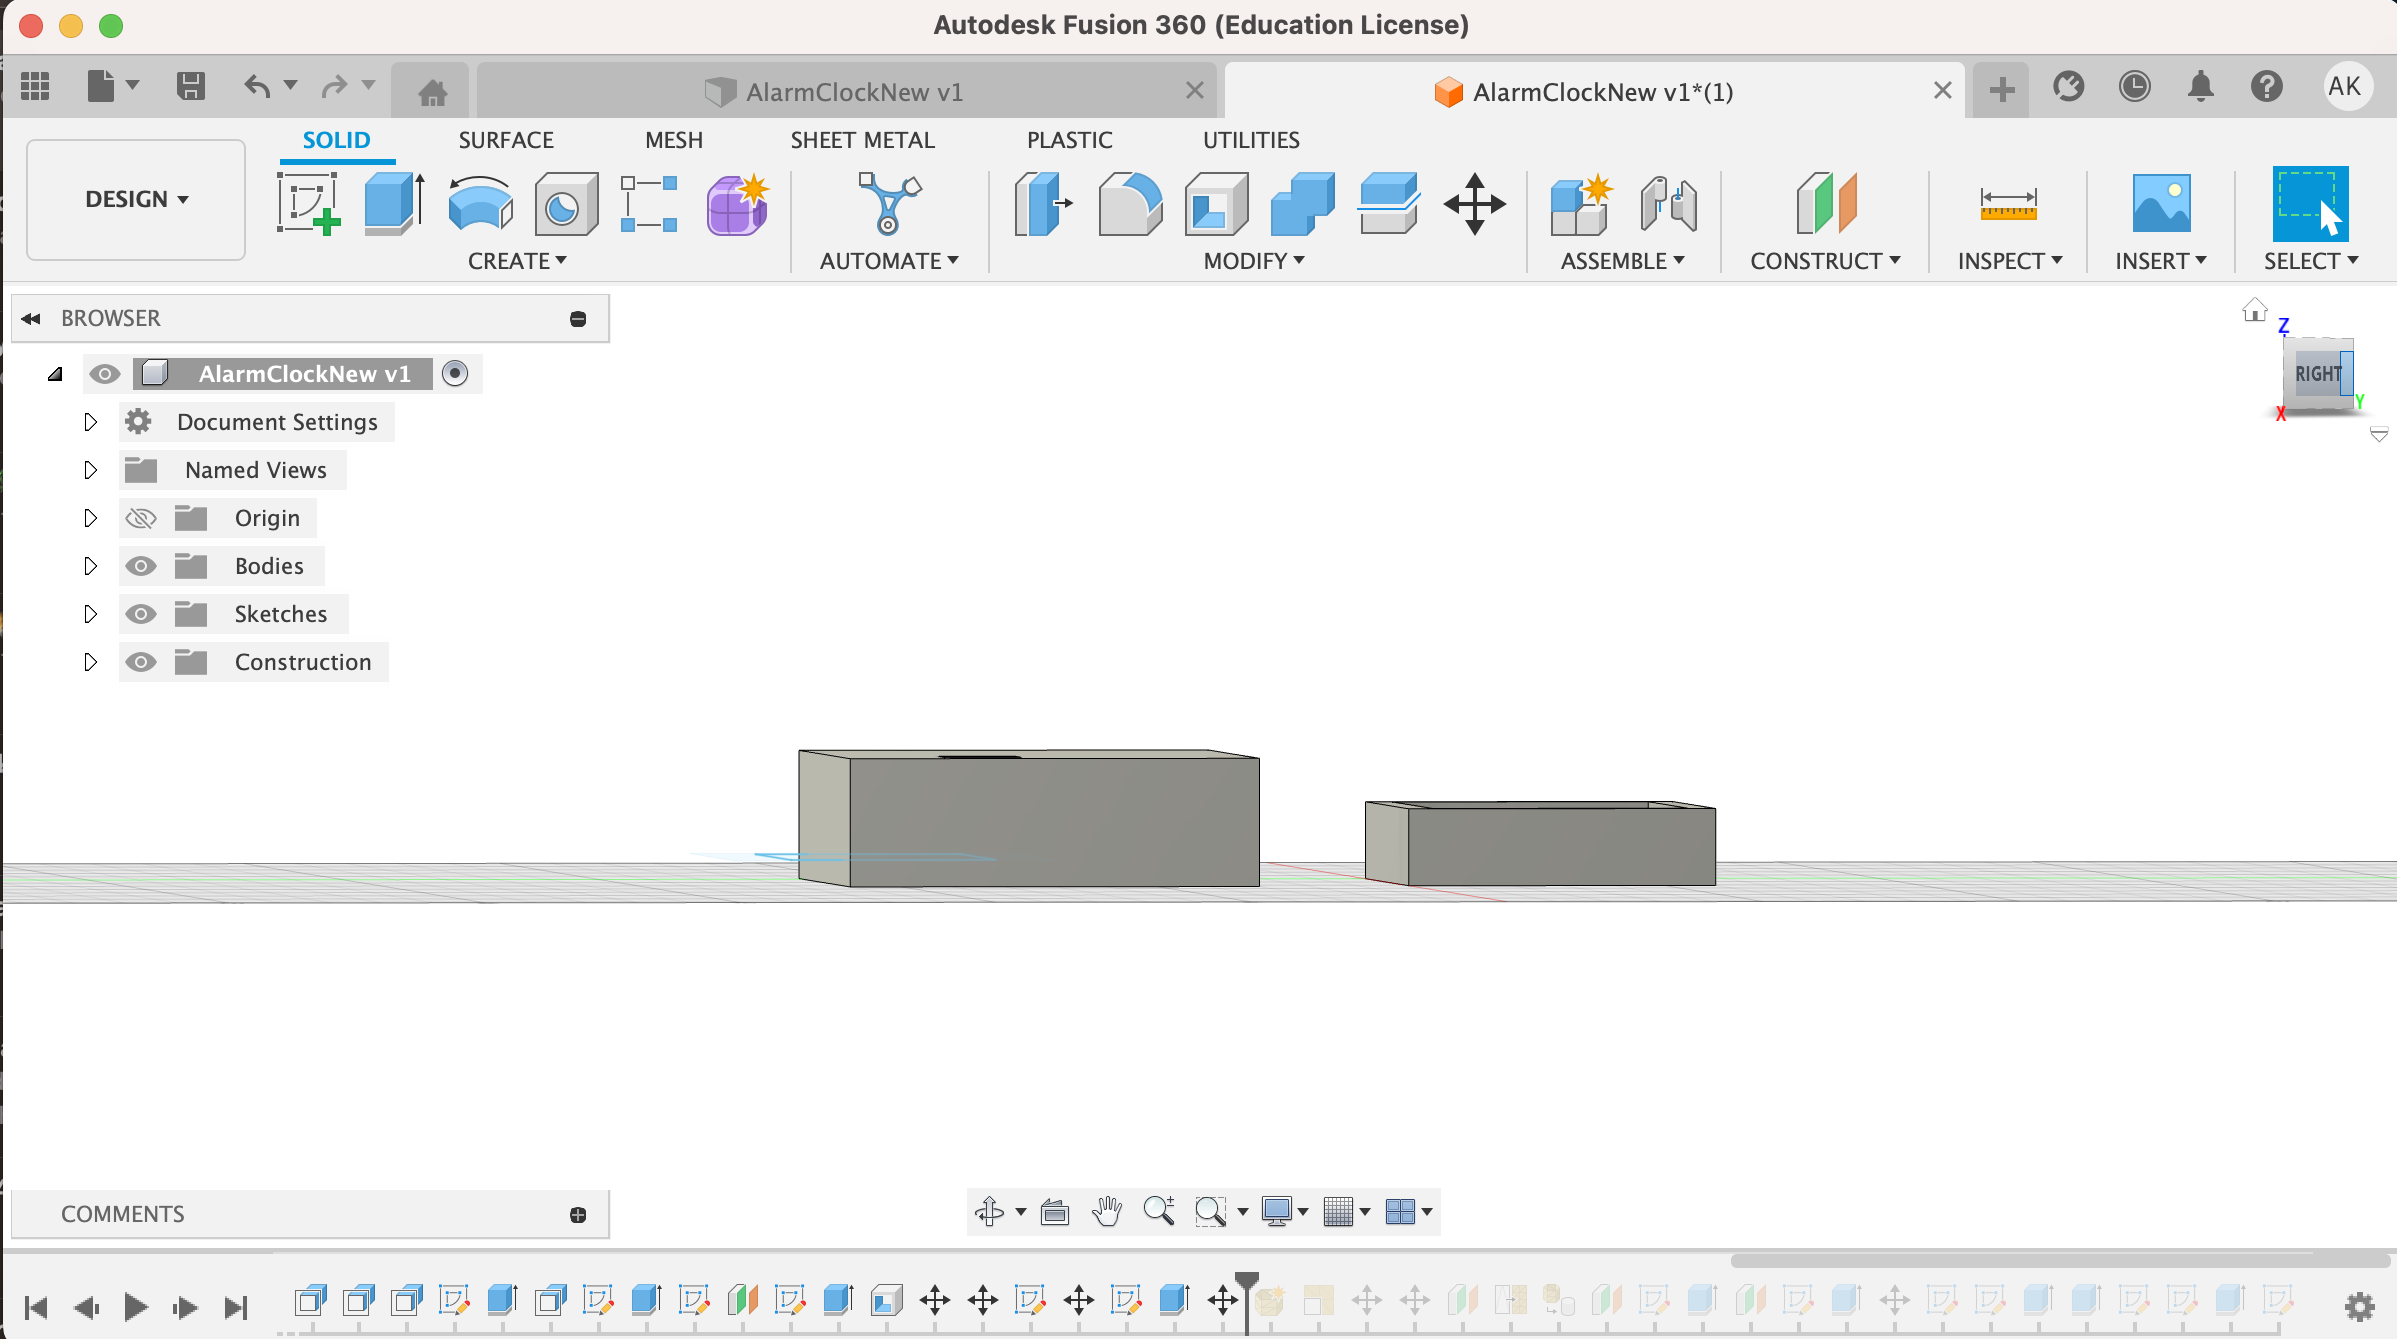 Autodesk Fusion 360 (Education License)
AlarmClockNew v1
AlarmClockNew v1*(1)
AK
DESIGN
SOLID
SURFACE
MESH
SHEET METAL
PLASTIC
UTILITIES
CREATE
AUTOMATE
MODIFY
ASSEMBLE
CONSTRUCT
INSPECT
INSERT
SELECT
BROWSER
AlarmClockNew v1
Document Settings
Named Views
Origin
Bodies
Sketches
Construction
Z
RIGHT
Y
X
COMMENTS